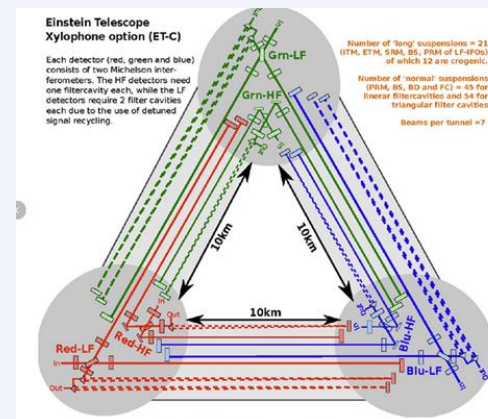 Einstein Telescope
Xylophone option (ET-C)
Each detector (red, green and blue)
consists of two Michelson inter-
ferometers. The HF detectors need
one filtercavity each, while the LF
detectors require 2 filter cavities
each due to the use of detuned
signal recycling.
Number of 'long' suspensions = 21
(ITM, ETM, SRM, BS, PRM of LF-IFOs)
of which 12 are crogenic.
Number of 'normal' suspensions
(PRM, BS, BD and FC) = 45 for
linerar filtercavities and 54 for
triangular filter cavities
Beams per tunnel =7
Grn-LF
Grn-HF
10km
10km
10km
In
Out
Red-LF
Red-HF
In
Out
Blu-HF
Blu-LF